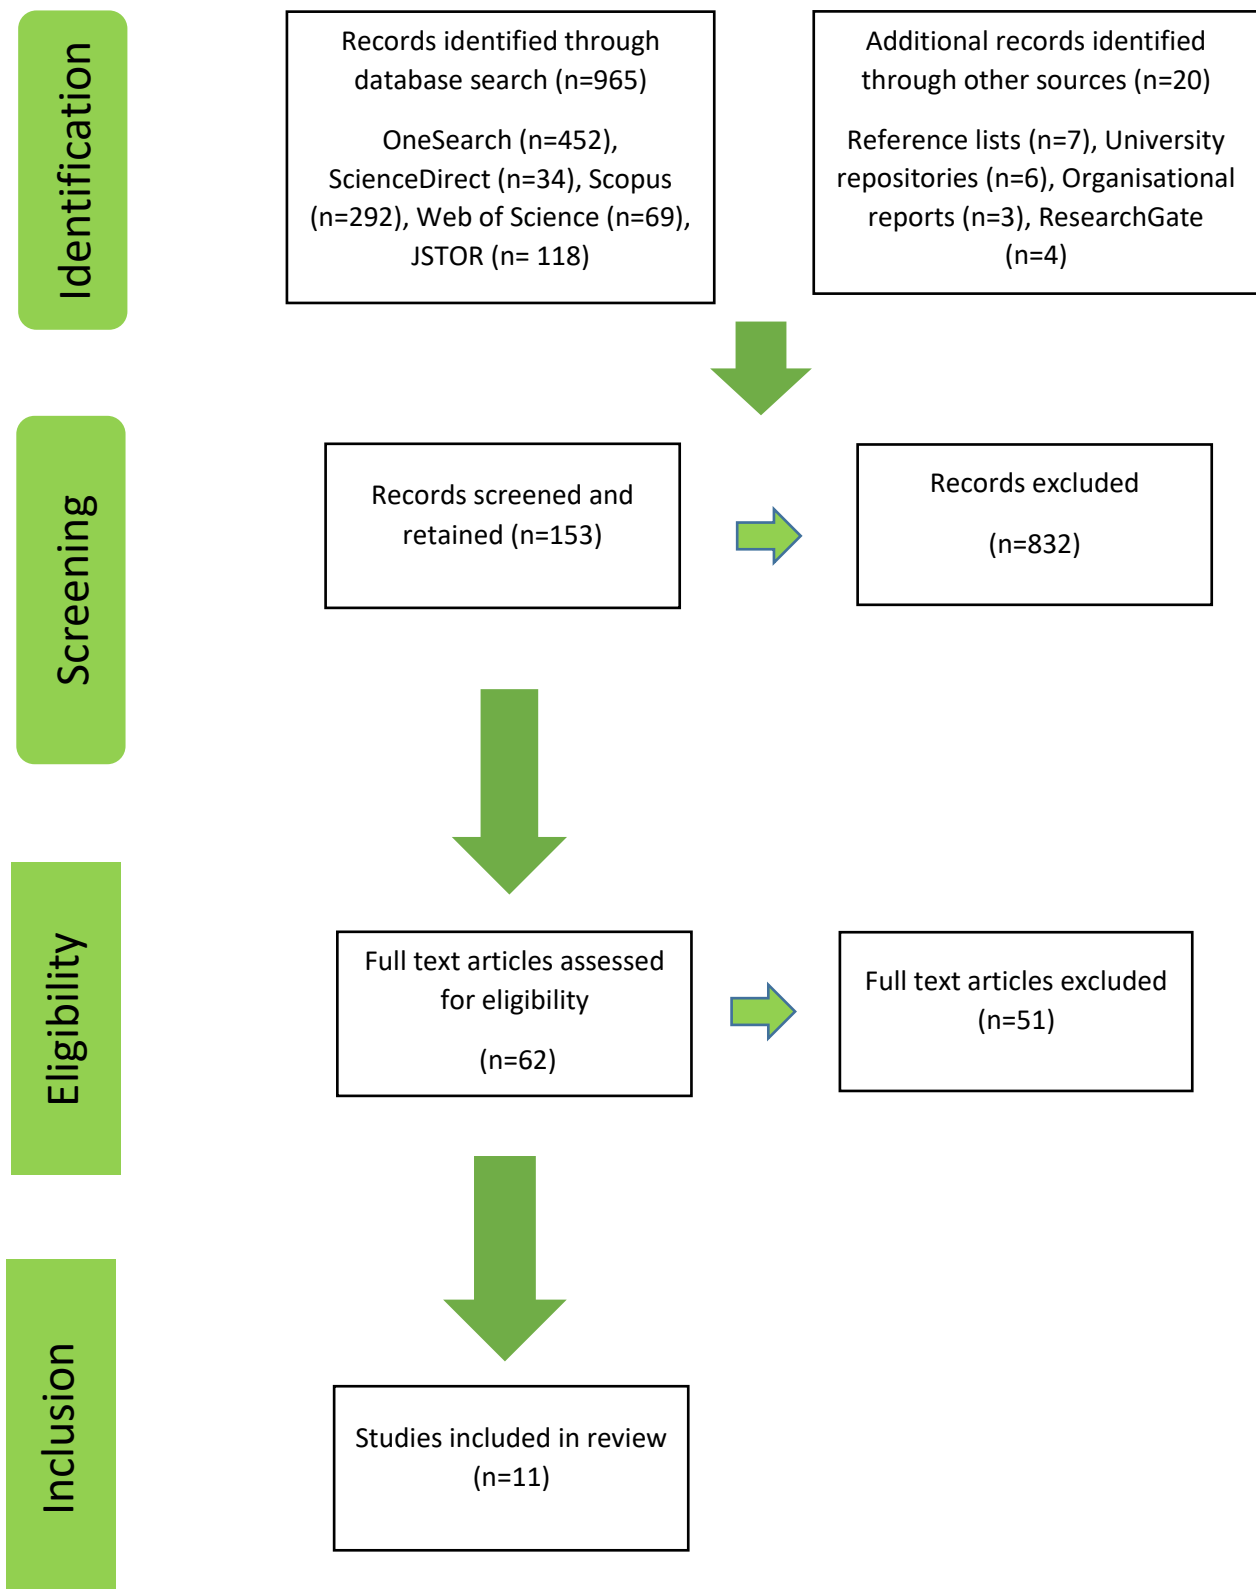 Identification
Records identified through
database search (n=965)
OneSearch (n=452),
ScienceDirect (n=34), Scopus
(n=292), Web of Science (n=69),
JSTOR (n= 118)
Additional records identified
through other sources (n=20)
Reference lists (n=7), University
repositories (n=6), Organisational
reports (n=3), ResearchGate
(n=4)
Screening
Records screened and
retained (n=153)
Records excluded
(n=832)
Eligibility
Full text articles assessed
for eligibility
(n=62)
Full text articles excluded
(n=51)
Inclusion
Studies included in review
(n=11)